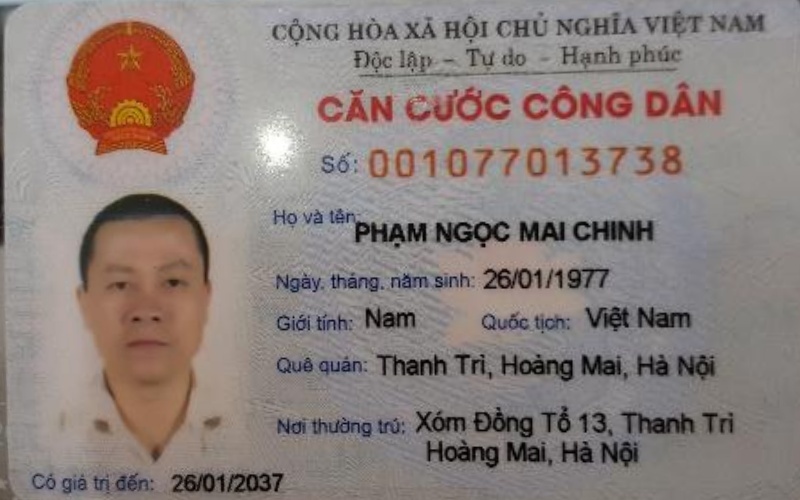 CỘNG HÒA XÃ HỘI CHỦ NGHĨA VIỆT NAM
Độc lập – Tự do - Hạnh phúc
CĂN CƯỚC CÔNG DÂN
Số: 001077013738
Họ và tên: PHẠM NGỌC MAI CHINH
Ngày, tháng, năm sinh: 26/01/1977
Giới tính: Nam Quốc tịch: Việt Nam
Quê quán: Thanh Trì, Hoàng Mai, Hà Nội
Nơi thường trú: Xóm Đồng Tổ 13, Thanh Trì
Hoàng Mai, Hà Nội
Có giá trị đến: 26/01/2037